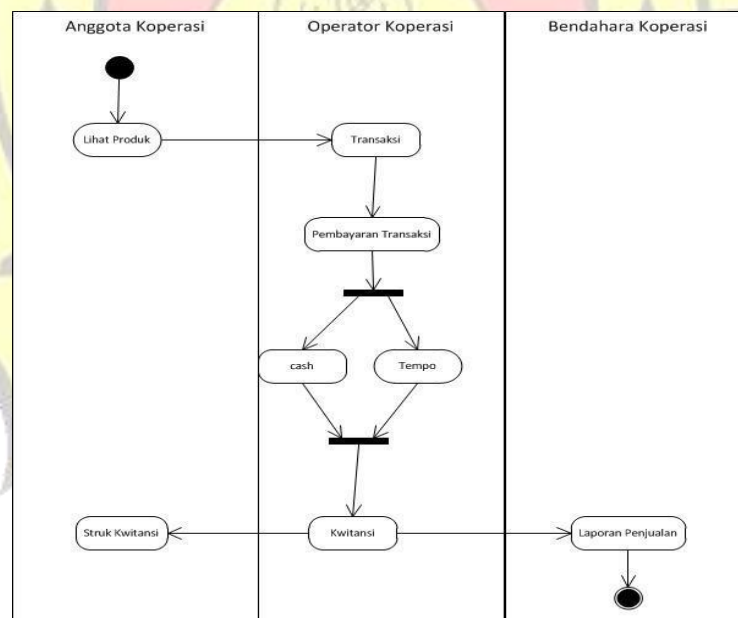 Anggota Koperasi
Operator Koperasi
Bendahara Koperasi
Lihat Produk
Transaksi
Pembayaran Transaksi
cash
Tempo
Struk Kwitansi
Kwitansi
Laporan Penjualan